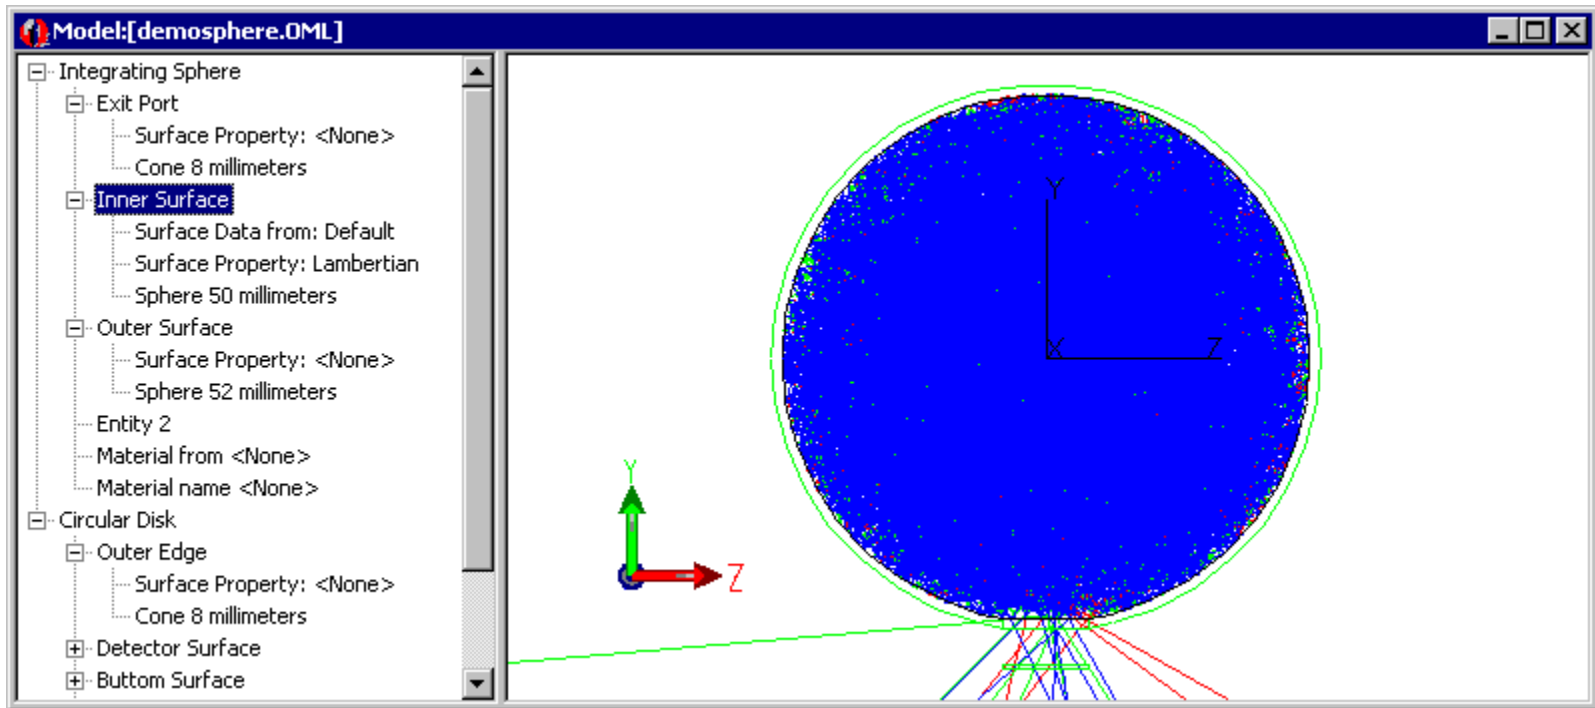 Model:[demosphere.OML]
Integrating Sphere
Exit Port
Surface Property: <None>
Cone 8 millimeters
Inner Surface
Surface Data from: Default
Surface Property: Lambertian
Sphere 50 millimeters
Outer Surface
Surface Property: <None>
Sphere 52 millimeters
Entity 2
Material from <None>
Material name <None>
Circular Disk
Outer Edge
Surface Property: <None>
Cone 8 millimeters
Detector Surface
Buttom Surface
Y
X
Z
Y
Z